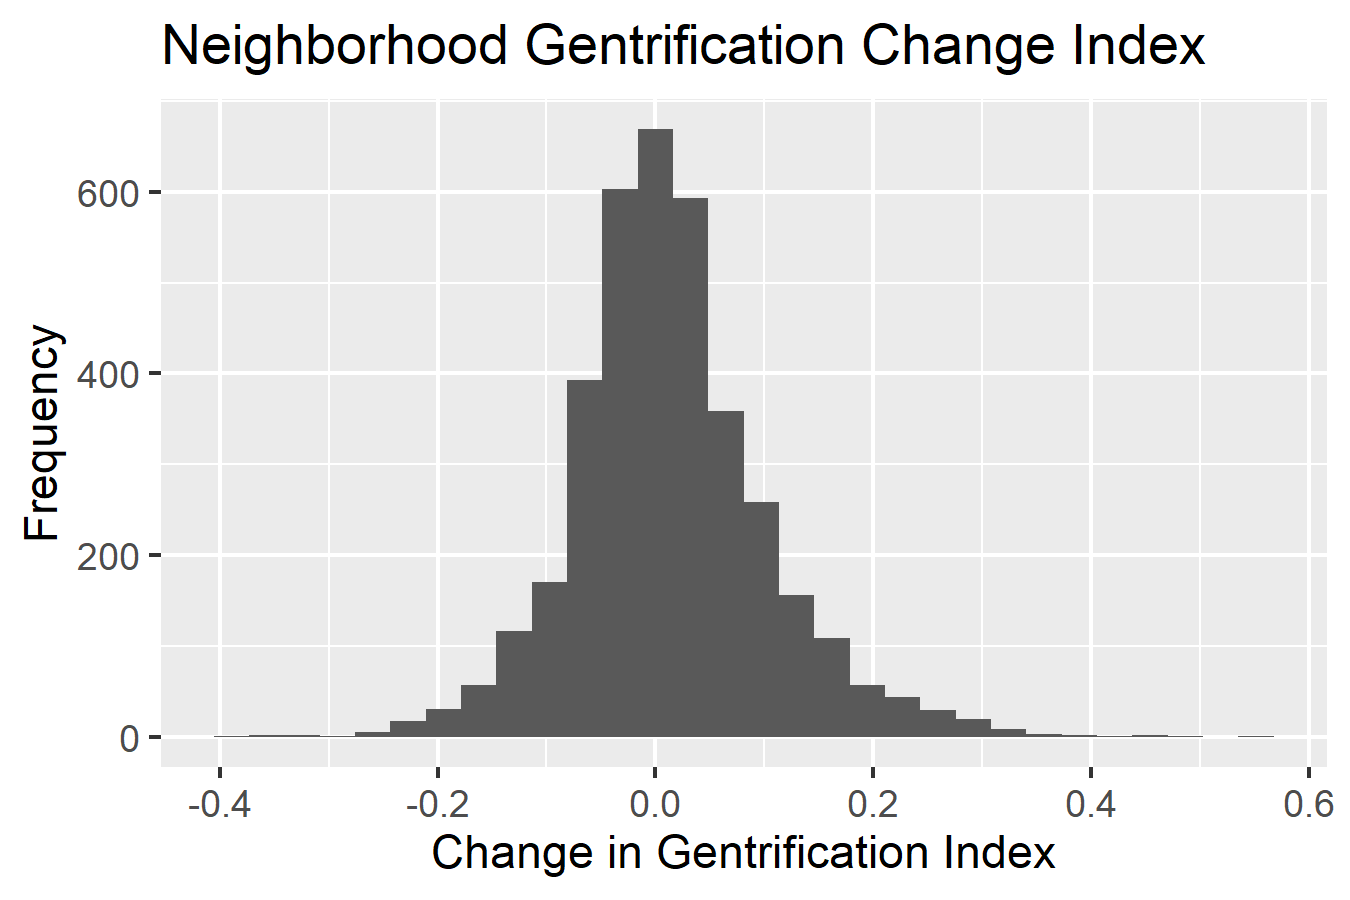 Neighborhood Gentrification Change Index
Frequency
600
400
200
0
-0.4 -0.2 0.0 0.2 0.4 0.6
Change in Gentrification Index